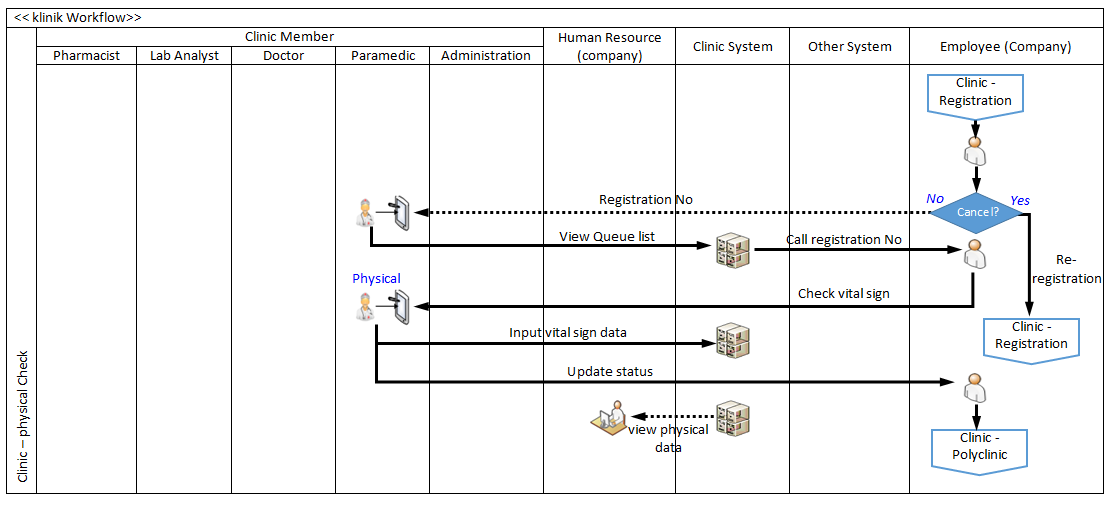 << klinik Workflow>>
Clinic Member
Human Resource
(company)
Clinic System
Other System
Employee (Company)
Pharmacist
Lab Analyst
Doctor
Paramedic
Administration
Clinic -
Registration
No
Yes
Registration No
Cancel?
View Queue list
Call registration No
Re-
registration
Physical
Check vital sign
Clinic -
Registration
Input vital sign data
Update status
view physical
data
Clinic -
Polyclinic
Clinic – physical Check